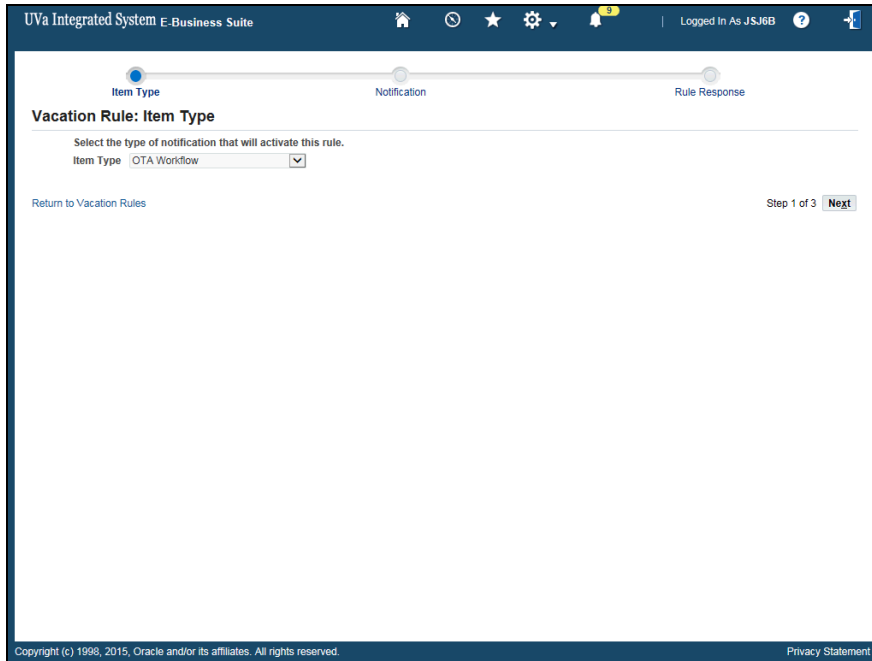 UVa Integrated System E-Business Suite 9 | Logged In As JSJ6B ?
Item Type Notification Rule Response
Vacation Rule: Item Type
Select the type of notification that will activate this rule.
Item Type OTA Workflow
Return to Vacation Rules Step 1 of 3 Next
Copyright (c) 1998, 2015, Oracle and/or its affiliates. All rights reserved. Privacy Statement